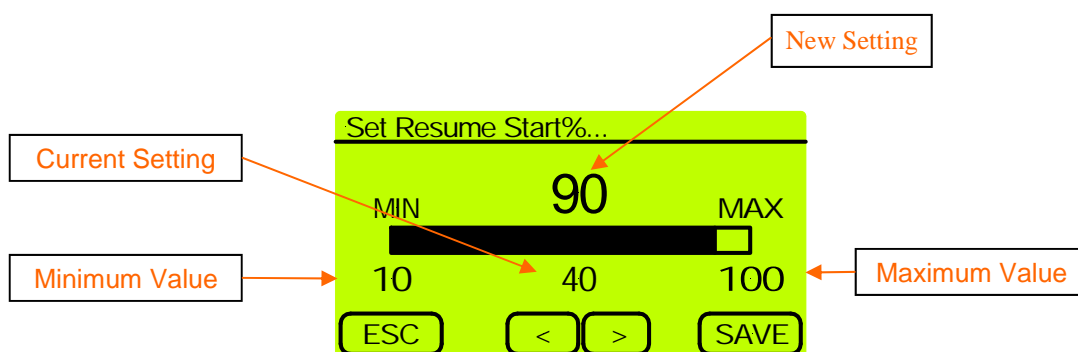 New Setting
Set Resume Start%...
Current Setting
90
MIN MAX
Minimum Value
10 40 100
Maximum Value
ESC < > SAVE